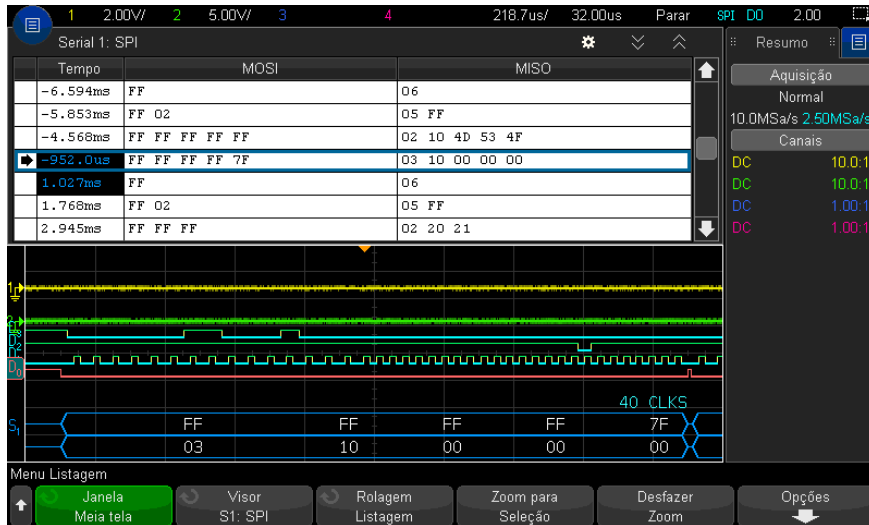 1 2.00V/ 2 5.00V/ 3 4 218.7us/ 32.00us Parar SPI D0 2.00
Serial 1: SPI
Tempo MOSI MISO
-6.594ms FF 06
-5.853ms FF 02 05 FF
-4.568ms FF FF FF FF FF 02 10 4D 53 4F
-952.0us FF FF FF FF 7F 03 10 00 00 00
1.027ms FF 06
1.768ms FF 02 05 FF
2.945ms FF FF FF 02 20 21
Resumo
Aquisição
Normal
10.0MSa/s 2.50MSa/s
Canais
DC 10.0:1
DC 10.0:1
DC 1.00:1
DC 1.00:1
1
2
D2
D0
40 CLKS
S1
FF FF FF FF 7F
03 10 00 00 00
Menu Listagem
Janela
Meia tela
Visor
S1: SPI
Rolagem
Listagem
Zoom para
Seleção
Desfazer
Zoom
Opções